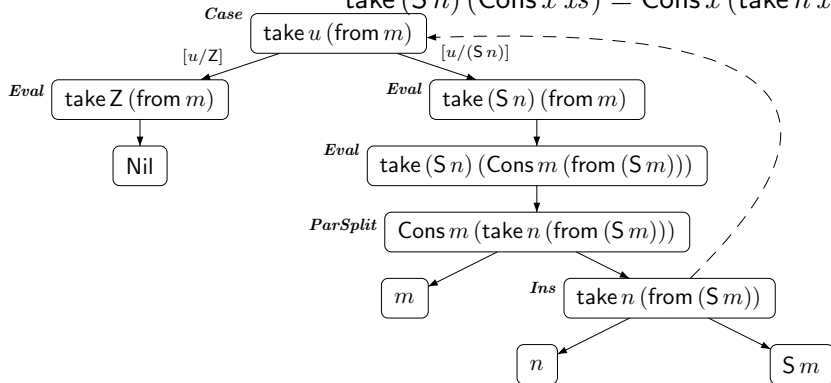 take (S n) (Cons x xs) = Cons x (take n x
Case
take u (from m)
[u/Z]
[u/(S n)]
Eval
take Z (from m)
Eval
take (S n) (from m)
Nil
Eval
take (S n) (Cons m (from (S m)))
ParSplit
Cons m (take n (from (S m)))
m
Ins
take n (from (S m))
n
S m